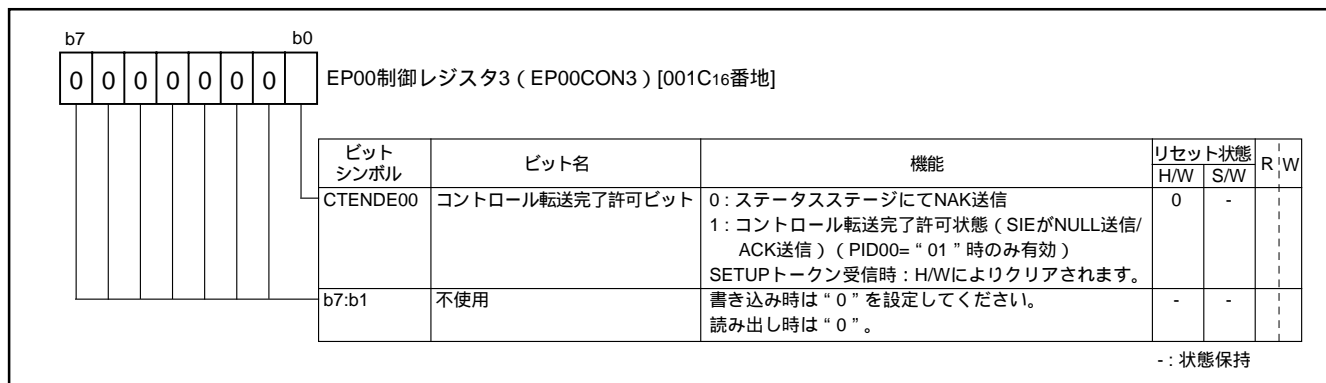 b7 b0
0 0 0 0 0 0 0 EP00制御レジスタ3（EP00CON3）[001C16番地]
ビットシンボル ビット名 機能 リセット状態 H/W S/W R W
CTENDE00 コントロール転送完了許可ビット 0：ステータスステージにてNAK送信 0 -
1：コントロール転送完了許可状態（SIEがNULL送信/
ACK送信）（PID00=“01”時のみ有効）
SETUPトークン受信時：H/Wによりクリアされます。
b7:b1 不使用 書き込み時は“0”を設定してください。 - -
読み出し時は“0”。
-：状態保持